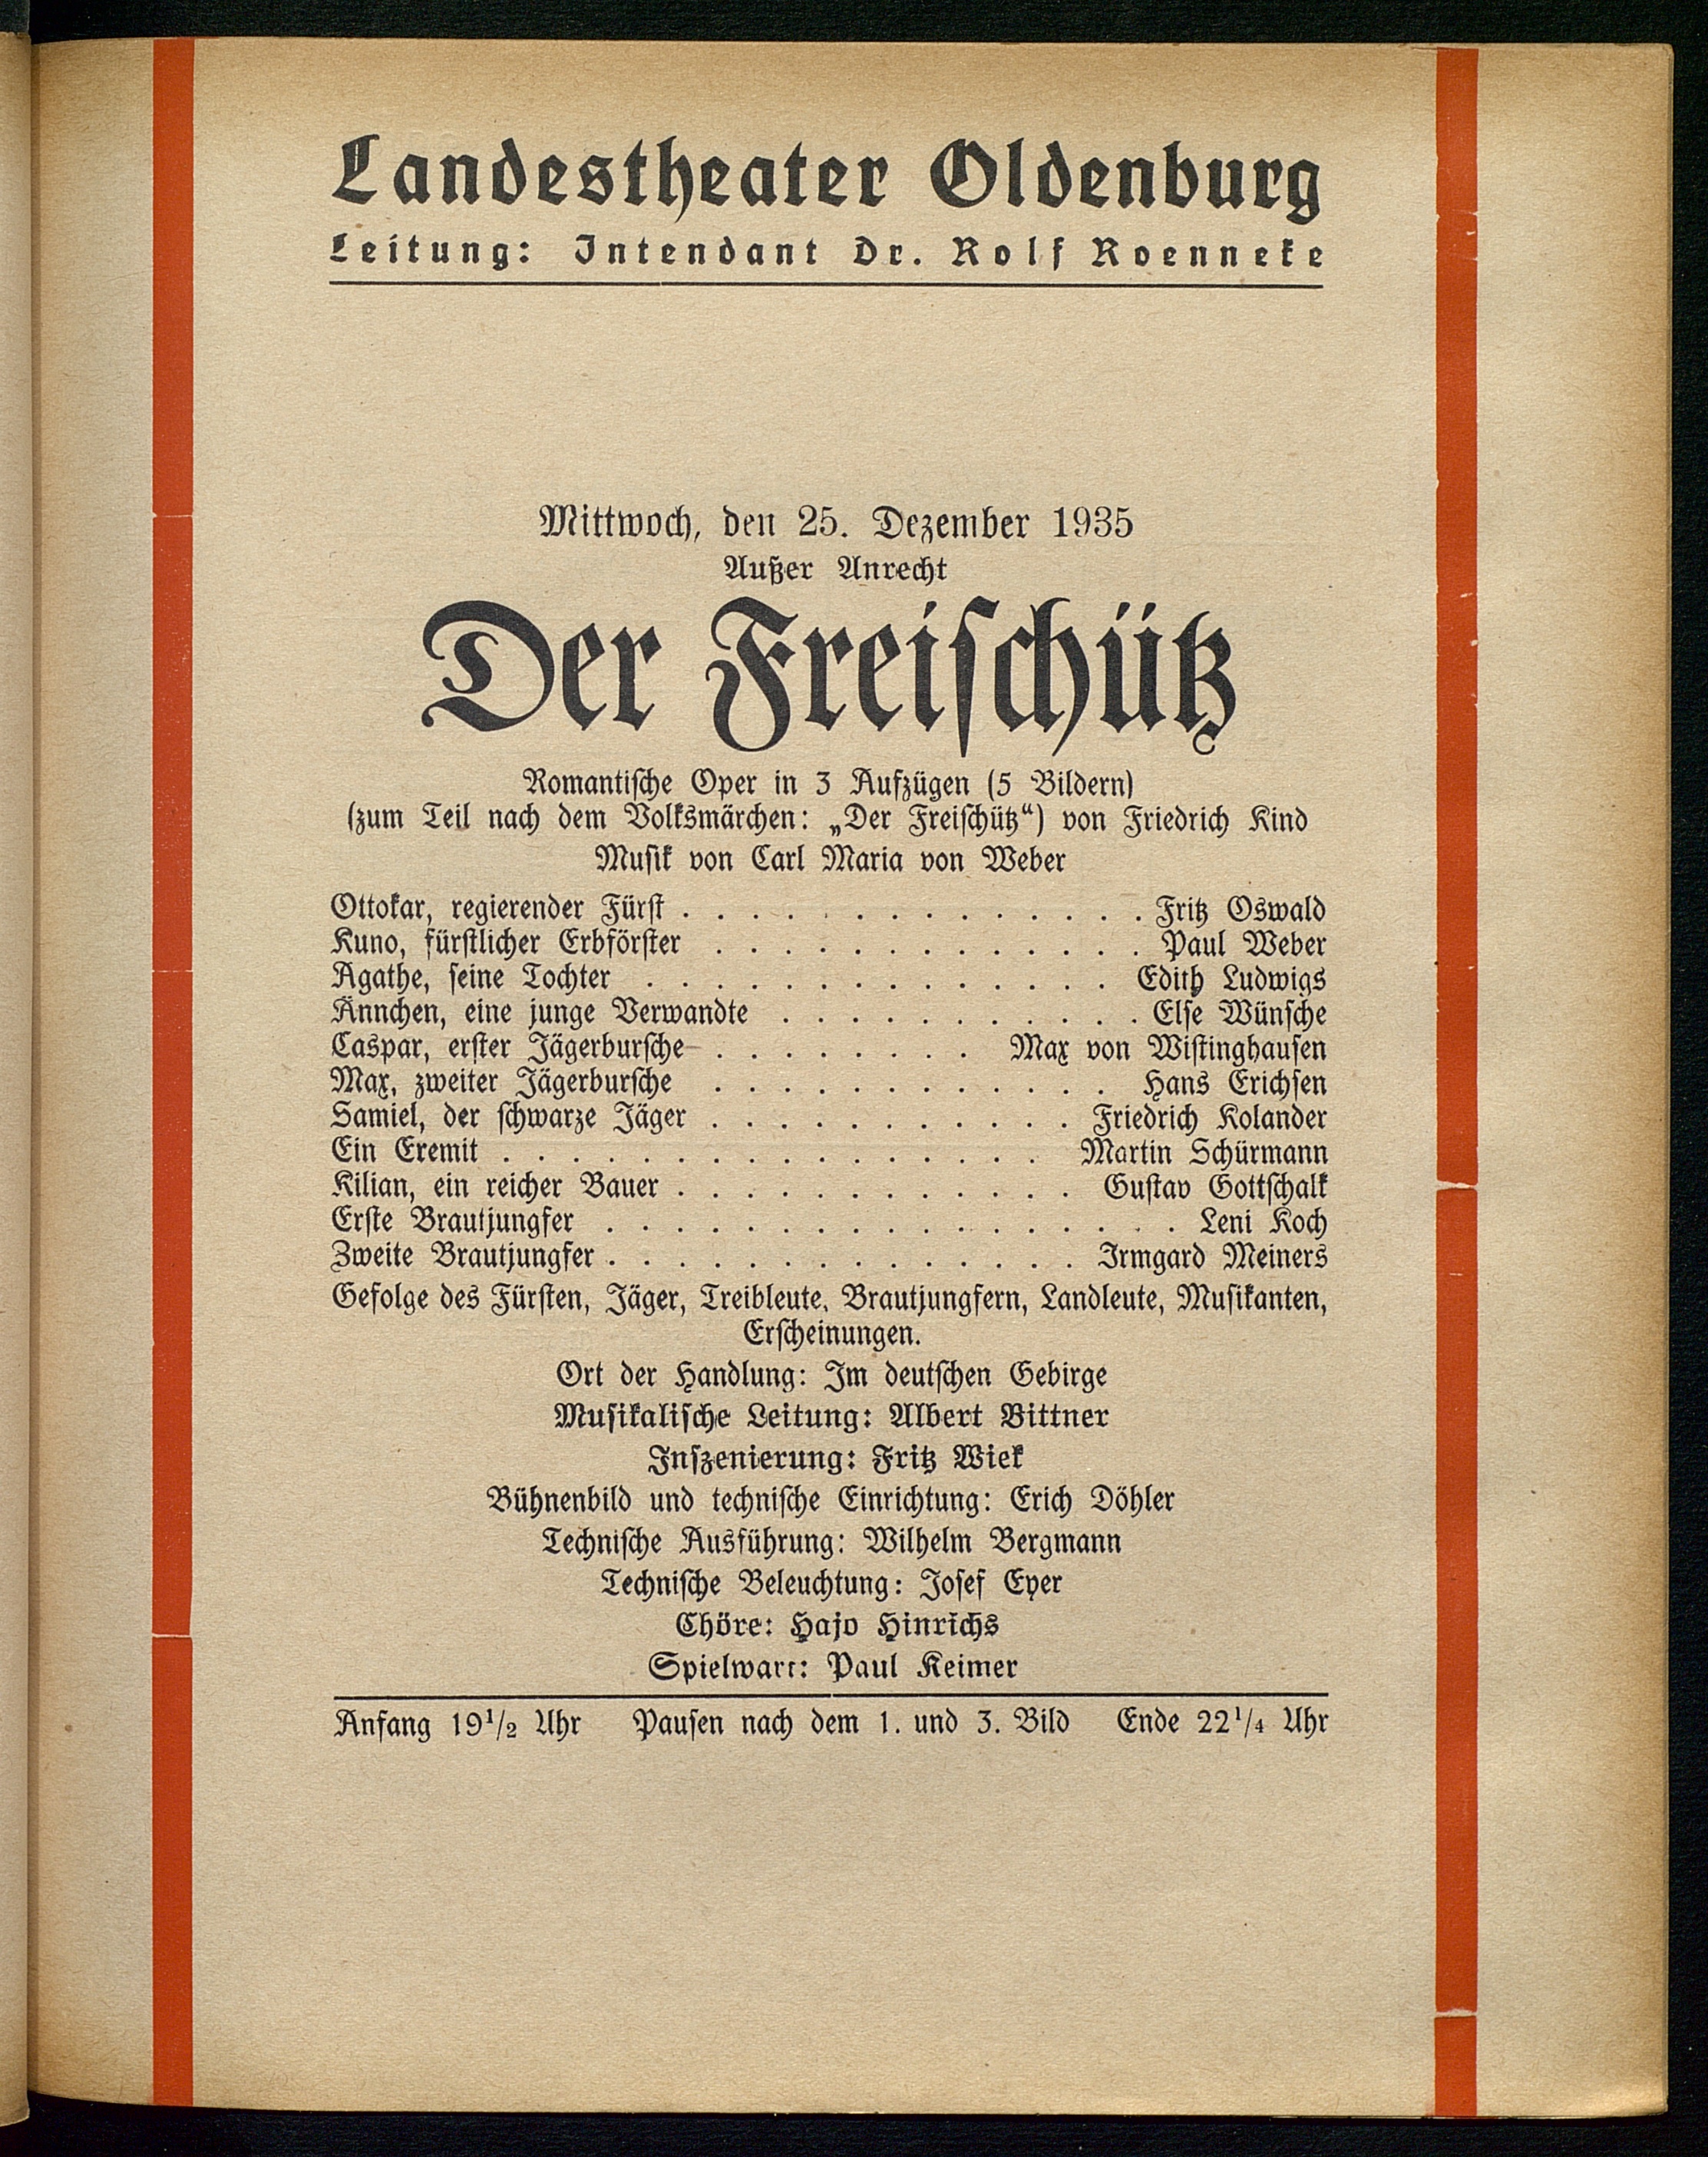 Landestheater Oldenburg
Leitung: Intendant Dr. Rolf Roenneke
Mittwoch, den 25. Dezember 1935
Außer Anrecht
Der Freischütz
Romantische Oper in 3 Aufzügen (5 Bildern)
(zum Teil nach dem Volksmärchen: „Der Freischütz“) von Friedrich Kind
Musik von Carl Maria von Weber
Ottokar, regierender Fürst . . . . . . . . . . . . . . Fritz Oswald
Kuno, fürstlicher Erbförster . . . . . . . . . . . . . Paul Weber
Agathe, seine Tochter . . . . . . . . . . . . . . Edith Ludwigs
Ännchen, eine junge Verwandte . . . . . . . . . . . Else Wünsche
Caspar, erster Jägerbursche . . . . . . . . Max von Wistinghausen
Max, zweiter Jägerbursche . . . . . . . . . . . . Hans Erichsen
Samiel, der schwarze Jäger . . . . . . . . . . . Friedrich Kolander
Ein Eremit . . . . . . . . . . . . . . . . Martin Schürmann
Kilian, ein reicher Bauer . . . . . . . . . . . . Gustav Gottschalk
Erste Brautjungfer . . . . . . . . . . . . . . . . . Leni Koch
Zweite Brautjungfer . . . . . . . . . . . . . . Irmgard Meiners
Gefolge des Fürsten, Jäger, Treibleute, Brautjungfern, Landleute, Musikanten,
Erscheinungen.
Ort der Handlung: Im deutschen Gebirge
Musikalische Leitung: Albert Bittner
Inszenierung: Fritz Wiek
Bühnenbild und technische Einrichtung: Erich Döhler
Technische Ausführung: Wilhelm Bergmann
Technische Beleuchtung: Josef Eyer
Chöre: Hajo Hinrichs
Spielwart: Paul Keimer
Anfang 19¹/₂ Uhr Pausen nach dem 1. und 3. Bild Ende 22¹/₄ Uhr